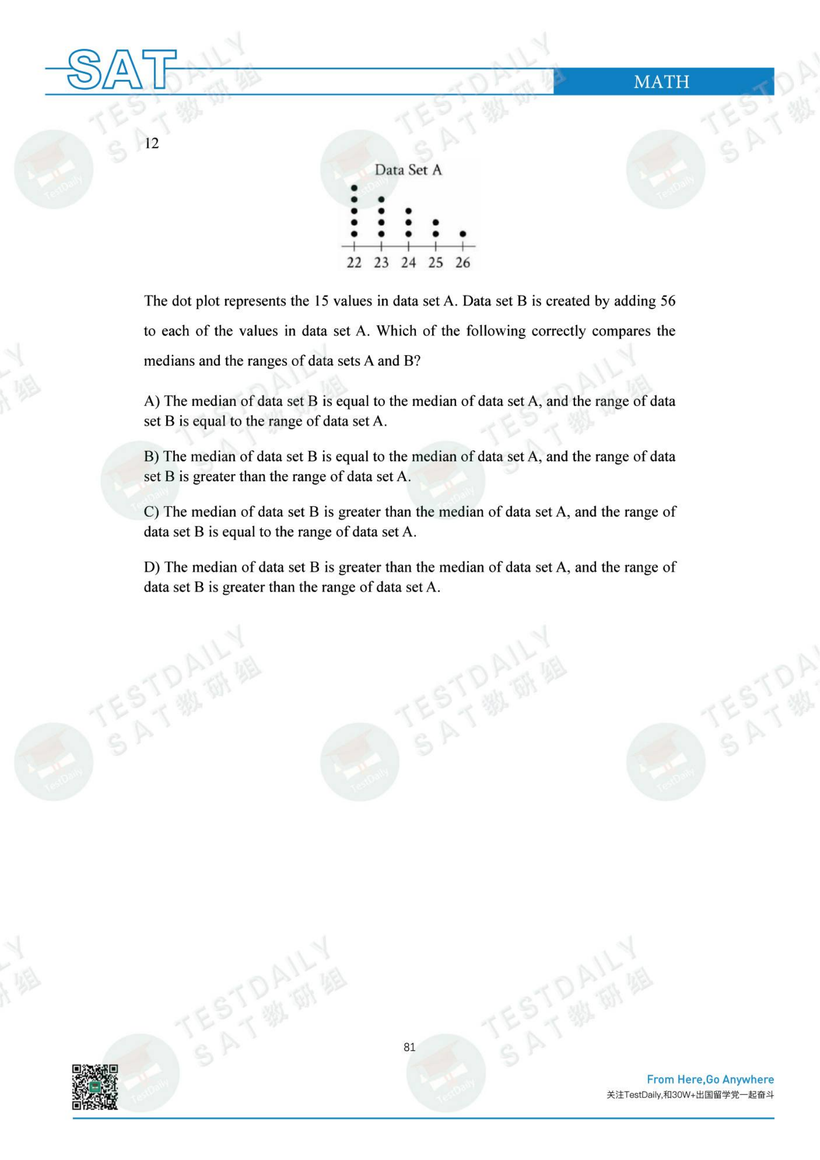 SAT
MATH
12
Data Set A
22 23 24 25 26
The dot plot represents the 15 values in data set A. Data set B is created by adding 56
to each of the values in data set A. Which of the following correctly compares the
medians and the ranges of data sets A and B?
A) The median of data set B is equal to the median of data set A, and the range of data
set B is equal to the range of data set A.
B) The median of data set B is equal to the median of data set A, and the range of data
set B is greater than the range of data set A.
C) The median of data set B is greater than the median of data set A, and the range of
data set B is equal to the range of data set A.
D) The median of data set B is greater than the median of data set A, and the range of
data set B is greater than the range of data set A.
TESTDAILY
SAT教研组
TestDaily
81
From Here,Go Anywhere
关注TestDaily,和30W+出国留学党一起奋斗